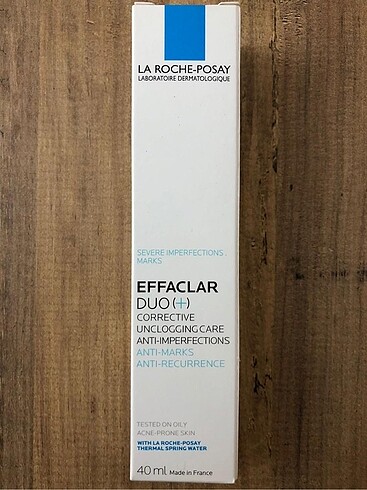 LA ROCHE-POSAY
LABORATOIRE DERMATOLOGIQUE
SEVERE IMPERFECTIONS .
MARKS
EFFACLAR
DUO(+)
CORRECTIVE
UNCLOGGING CARE
ANTI-IMPERFECTIONS
ANTI-MARKS
ANTI-RECURRENCE
TESTED ON OILY
ACNE-PRONE SKIN
WITH LA ROCHE-POSAY
THERMAL SPRING WATER
40 ml Made in France